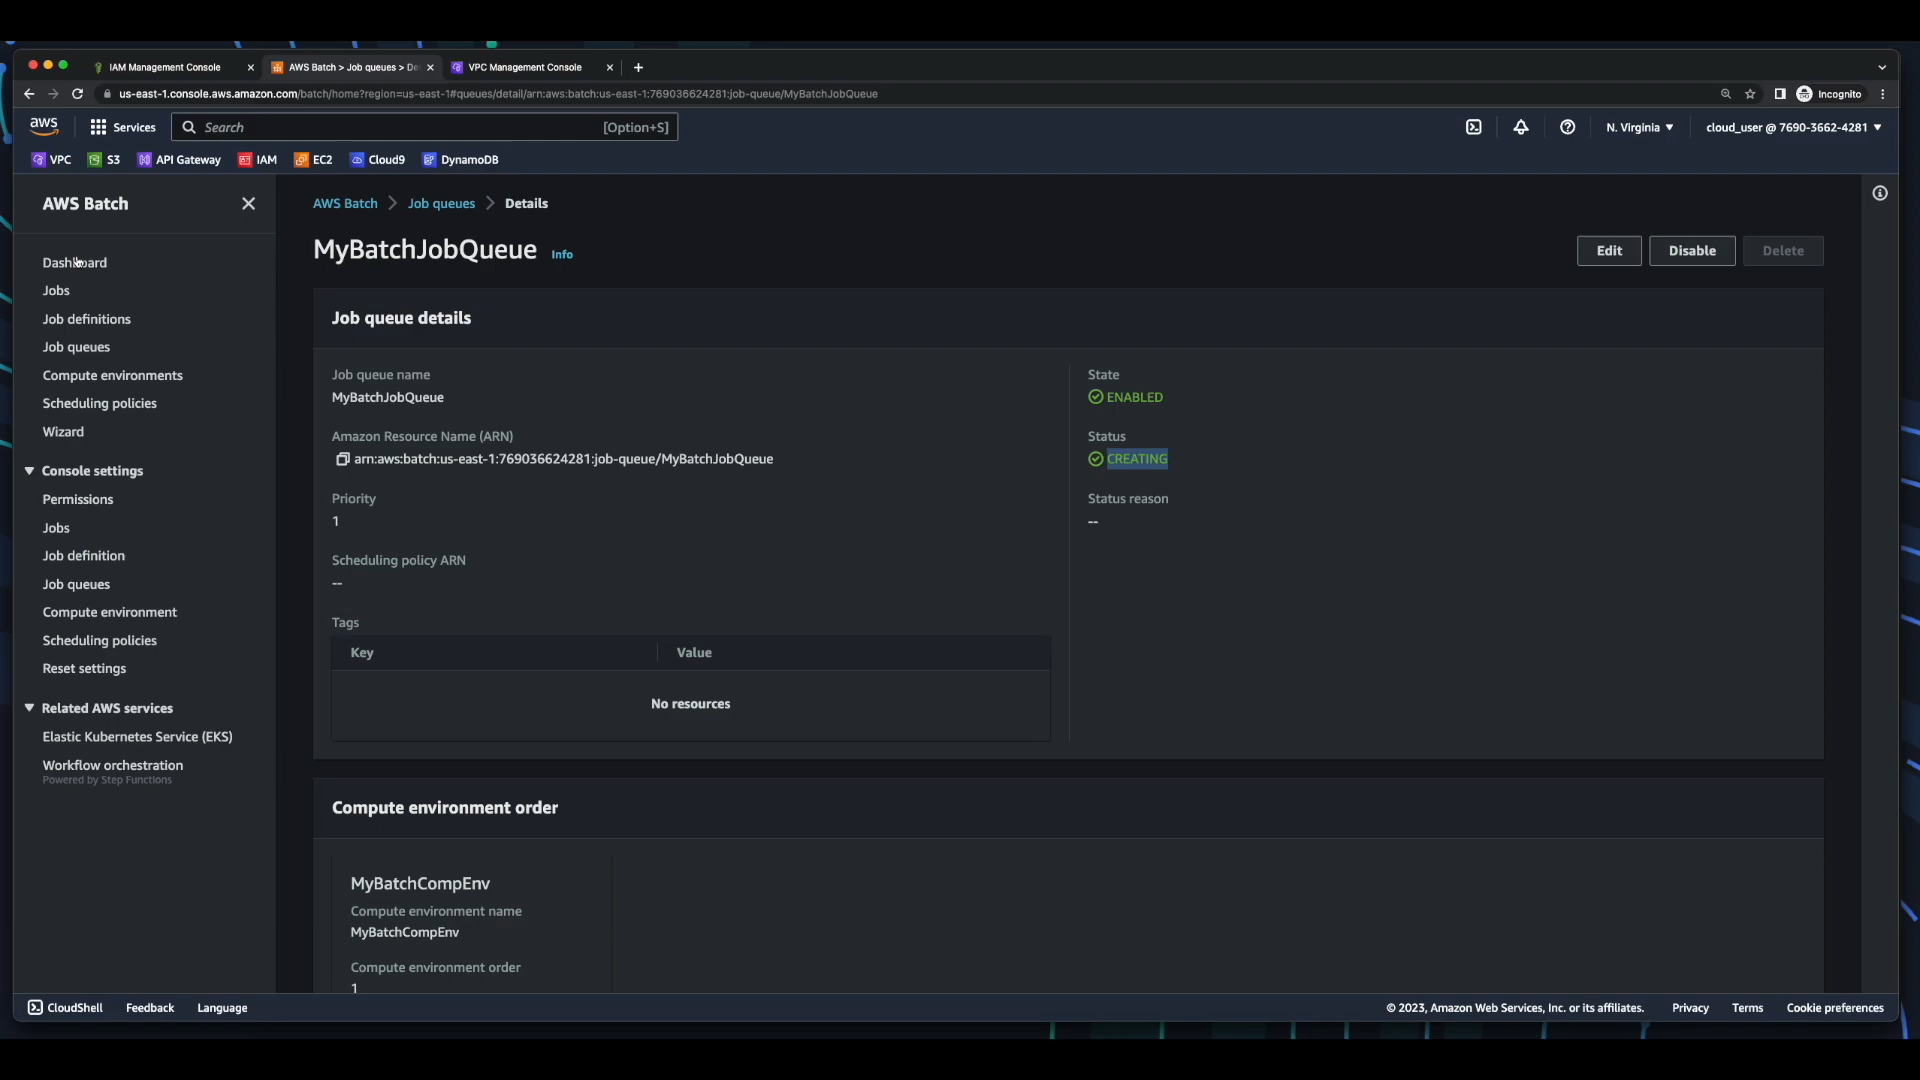 IAM Management Console
AWS Batch > Job queues > De
VPC Management Console
us-east-1.console.aws.amazon.com/batch/home?region=us-east-1#queues/detail/arn:aws:batch:us-east-1:769036624281:job-queue/MyBatchJobQueue
Incognito
aws
Services
Search
[Option+S]
N. Virginia
cloud_user @ 7690-3662-4281
VPC
S3
API Gateway
IAM
EC2
Cloud9
DynamoDB
AWS Batch
Dashboard
Jobs
Job definitions
Job queues
Compute environments
Scheduling policies
Wizard
Console settings
Permissions
Jobs
Job definition
Job queues
Compute environment
Scheduling policies
Reset settings
Related AWS services
Elastic Kubernetes Service (EKS)
Workflow orchestration
Powered by Step Functions
AWS Batch > Job queues > Details
MyBatchJobQueue Info
Edit
Disable
Delete
Job queue details
Job queue name
MyBatchJobQueue
Amazon Resource Name (ARN)
arn:aws:batch:us-east-1:769036624281:job-queue/MyBatchJobQueue
Priority
1
Scheduling policy ARN
--
Tags
Key Value
No resources
State
ENABLED
Status
CREATING
Status reason
--
Compute environment order
MyBatchCompEnv
Compute environment name
MyBatchCompEnv
Compute environment order
1
CloudShell
Feedback
Language
© 2023, Amazon Web Services, Inc. or its affiliates.
Privacy
Terms
Cookie preferences